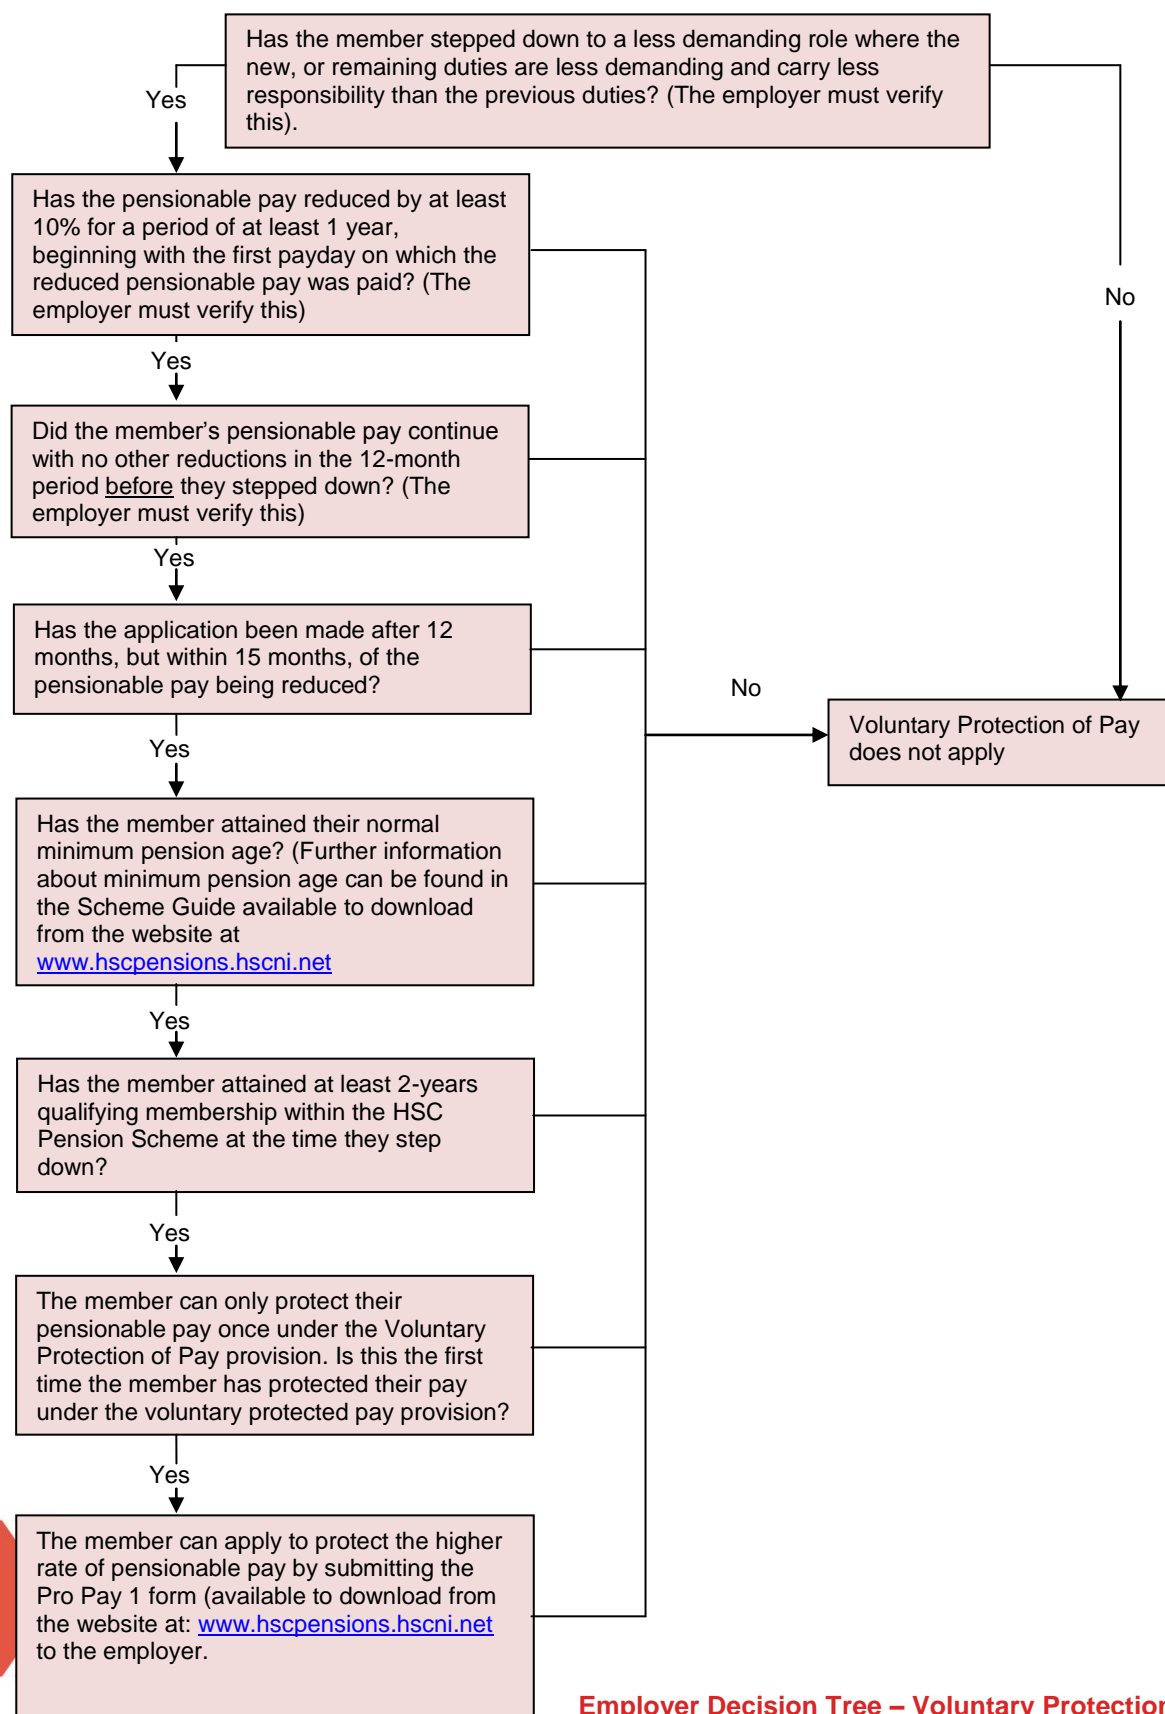 Has the member stepped down to a less demanding role where the
new, or remaining duties are less demanding and carry less
responsibility than the previous duties? (The employer must verify
this).
Yes
Has the pensionable pay reduced by at least
10% for a period of at least 1 year,
beginning with the first payday on which the
reduced pensionable pay was paid? (The
employer must verify this)
No
Yes
Did the member’s pensionable pay continue
with no other reductions in the 12-month
period before they stepped down? (The
employer must verify this)
Yes
Has the application been made after 12
months, but within 15 months, of the
pensionable pay being reduced?
No
Voluntary Protection of Pay
does not apply
Yes
Has the member attained their normal
minimum pension age? (Further information
about minimum pension age can be found in
the Scheme Guide available to download
from the website at
www.hscpensions.hscni.net
Yes
Has the member attained at least 2-years
qualifying membership within the HSC
Pension Scheme at the time they step
down?
Yes
The member can only protect their
pensionable pay once under the Voluntary
Protection of Pay provision. Is this the first
time the member has protected their pay
under the voluntary protected pay provision?
Yes
The member can apply to protect the higher
rate of pensionable pay by submitting the
Pro Pay 1 form (available to download from
the website at: www.hscpensions.hscni.net
to the employer.
Employer Decision Tree – Voluntary Protection